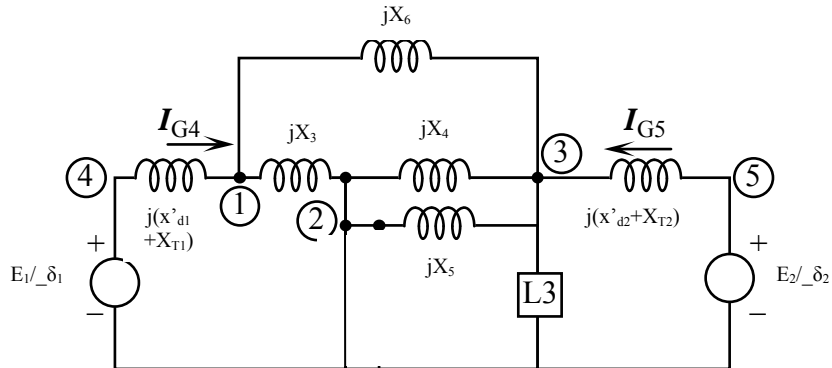 jX6
IG4
jX3
jX4
3
IG5
4
1
2
5
j(x'd1
+XT1)
j(x'd2+XT2)
+
E1/_δ1
−
jX5
L3
+
E2/_δ2
−